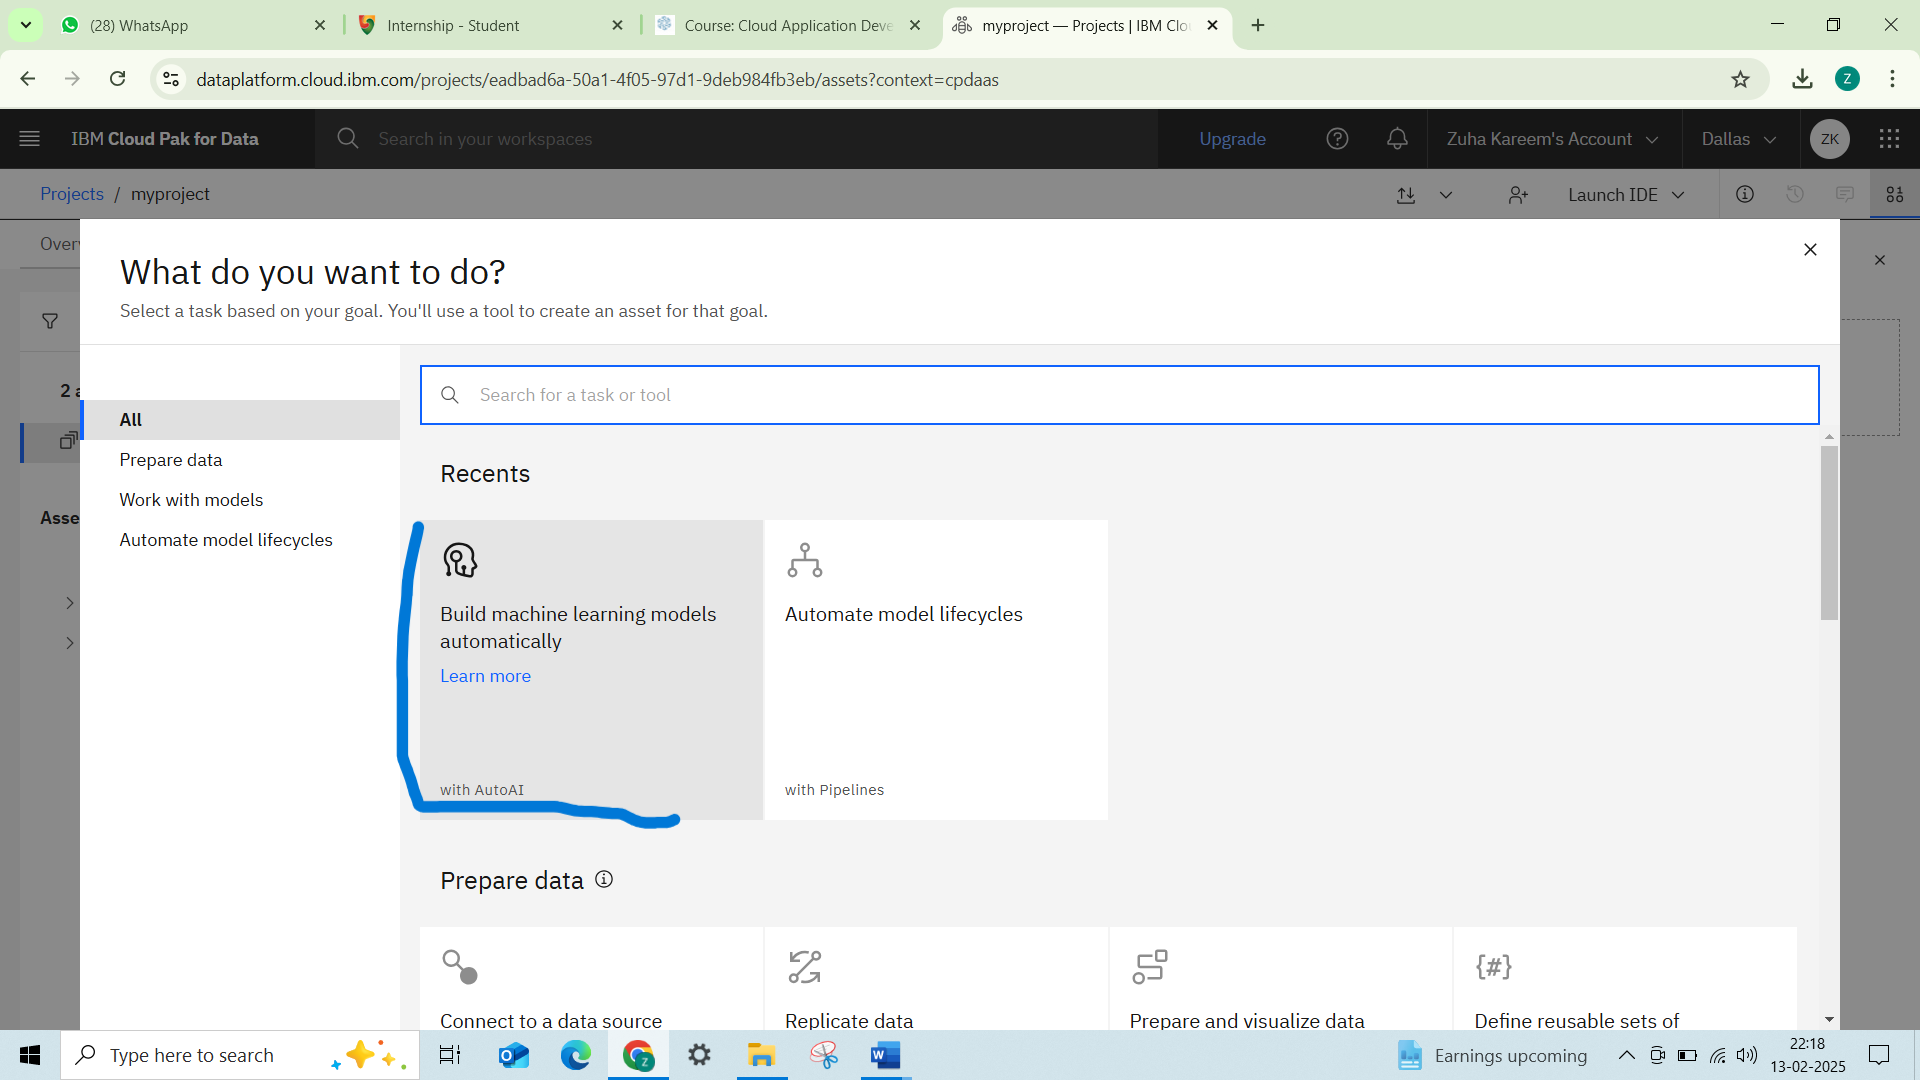 (28) WhatsApp
Internship - Student
Course: Cloud Application Deve
myproject — Projects | IBM Clo
dataplatform.cloud.ibm.com/projects/eadbad6a-50a1-4f05-97d1-9deb984fb3eb/assets?context=cpdaas
Z
IBM Cloud Pak for Data
Search in your workspaces
Upgrade
Zuha Kareem's Account
Dallas
ZK
Projects / myproject
Launch IDE
Over
What do you want to do?
Select a task based on your goal. You'll use a tool to create an asset for that goal.
2 a
Asse
All
Prepare data
Work with models
Automate model lifecycles
Search for a task or tool
Recents
Build machine learning models
automatically
Learn more
with AutoAI
Automate model lifecycles
with Pipelines
Prepare data
Connect to a data source
Replicate data
Prepare and visualize data
{#}
Define reusable sets of
Type here to search
Earnings upcoming
22:18
13-02-2025